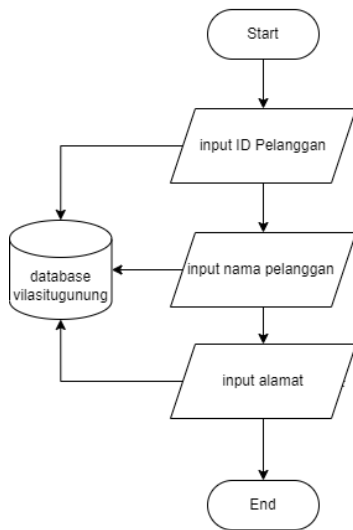 Start
input ID Pelanggan
input nama pelanggan
database
vilasitugunung
input alamat
End